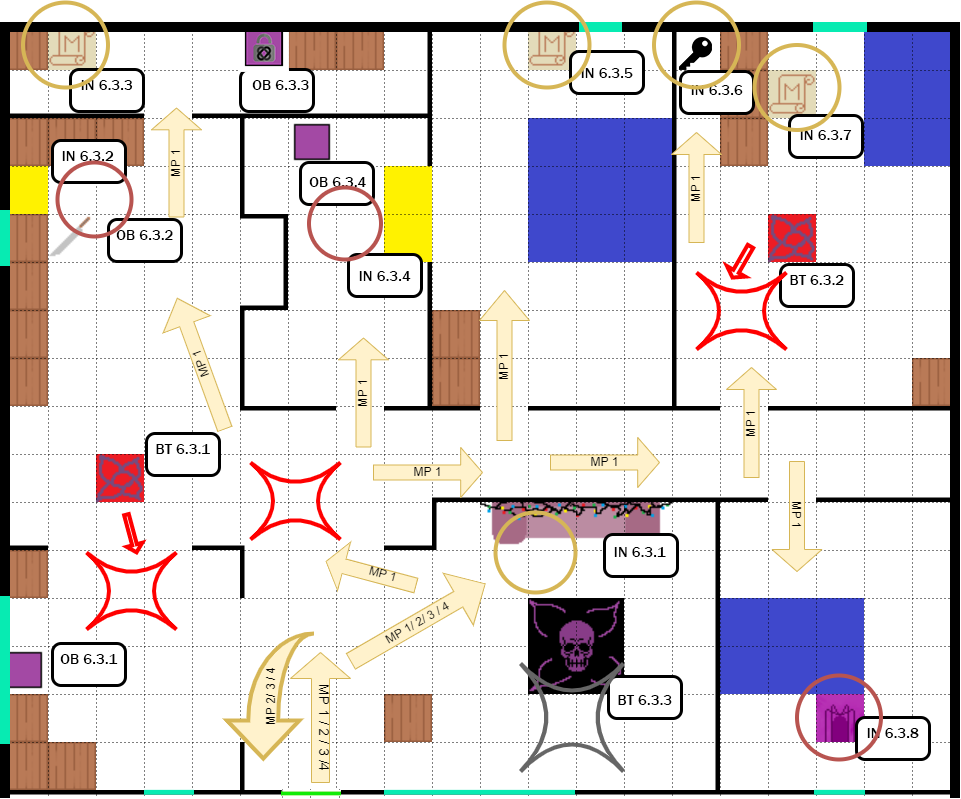 IN 6.3.3
OB 6.3.3
IN 6.3.5
IN 6.3.6
IN 6.3.7
IN 6.3.2
OB 6.3.2
MP 1
OB 6.3.4
IN 6.3.4
MP 1
BT 6.3.2
MP 1
MP 1
MP 1
BT 6.3.1
MP 1
MP 1
MP 1
MP 1
IN 6.3.1
MP 1
MP 1/ 2/ 3 / 4
OB 6.3.1
MP 2/ 3/ 4
MP 1 / 2 / 3 /4
BT 6.3.3
IN 6.3.8